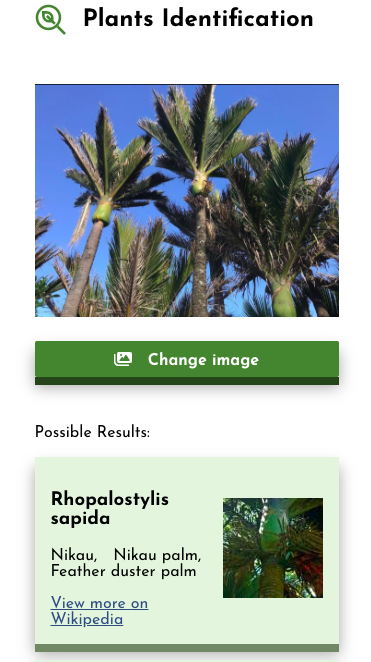 Plants Identification
Change image
Possible Results:
Rhopalostylis
sapida
Nikau, Nikau palm,
Feather duster palm
View more on
Wikipedia